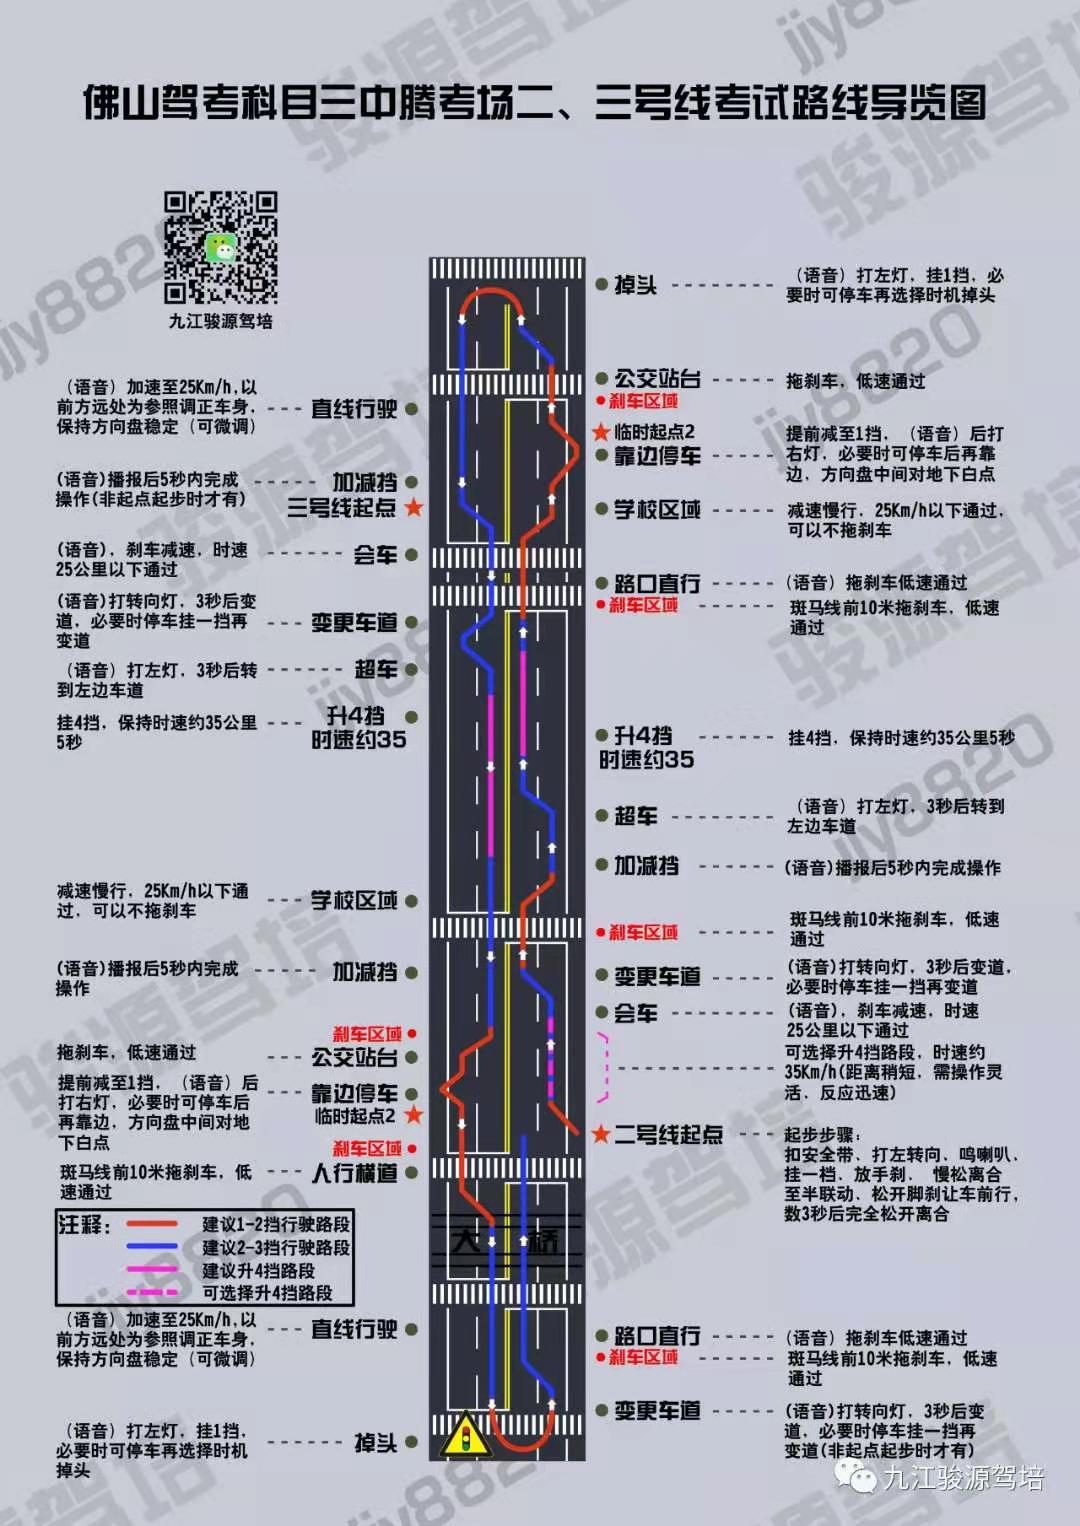 佛山驾考科目三中腾考场二、三号线考试路线导览图
九江骏源驾培
（语音）加速至25Km/h,以
前方远处为参照调正车身,
保持方向盘稳定（可微调）
直线行驶
(语音)播报后5秒内完成
操作(非起点起步时才有)
加减挡
三号线起点
(语音)，刹车减速，时速
25公里以下通过
会车
(语音)打转向灯，3秒后变
道，必要时停车挂一挡再
变道
变更车道
（语音）打左灯，3秒后转
到左边车道
超车
挂4挡，保持时速约35公里
5秒
升4挡
时速约35
减速慢行，25Km/h以下通
过，可以不拖刹车
学校区域
(语音)播报后5秒内完成
操作
加减挡
刹车区域
拖刹车，低速通过
公交站台
提前减至1挡，（语音）后
打右灯，必要时可停车后
再靠边，方向盘中间对地
下白点
靠边停车
临时起点2
刹车区域
斑马线前10米拖刹车，低
速通过
人行横道
注释：
建议1-2挡行驶路段
建议2-3挡行驶路段
建议升4挡路段
可选择升4挡路段
（语音）加速至25Km/h,以
前方远处为参照调正车身,
保持方向盘稳定（可微调）
直线行驶
（语音）打左灯，挂1挡，
必要时可停车再选择时机
掉头
掉头
大 桥
掉头
（语音）打左灯，挂1挡，必
要时可停车再选择时机掉头
公交站台
拖刹车，低速通过
刹车区域
临时起点2
靠边停车
提前减至1挡，（语音）后打
右灯，必要时可停车后再靠
边，方向盘中间对地下白点
学校区域
减速慢行，25Km/h以下通过，
可以不拖刹车
路口直行
（语音）拖刹车低速通过
刹车区域
斑马线前10米拖刹车，低速
通过
升4挡
时速约35
挂4挡，保持时速约35公里5秒
超车
（语音）打左灯，3秒后转到
左边车道
加减挡
(语音)播报后5秒内完成操作
刹车区域
斑马线前10米拖刹车，低速
通过
变更车道
(语音)打转向灯，3秒后变道，
必要时停车挂一挡再变道
会车
(语音)，刹车减速，时速
25公里以下通过
可选择升4挡路段，时速约
35Km/h(距离稍短，需操作灵
活，反应迅速)
二号线起点
起步步骤：
扣安全带、打左转向、鸣喇叭、
挂一档、放手刹、 慢松离合
至半联动、松开脚刹让车前行，
数3秒后完全松开离合
路口直行
（语音）拖刹车低速通过
刹车区域
斑马线前10米拖刹车，低速
通过
变更车道
(语音)打转向灯，3秒后变
道，必要时停车挂一挡再
变道(非起点起步时才有)
九江骏源驾培
骏源驾培
jjy8820